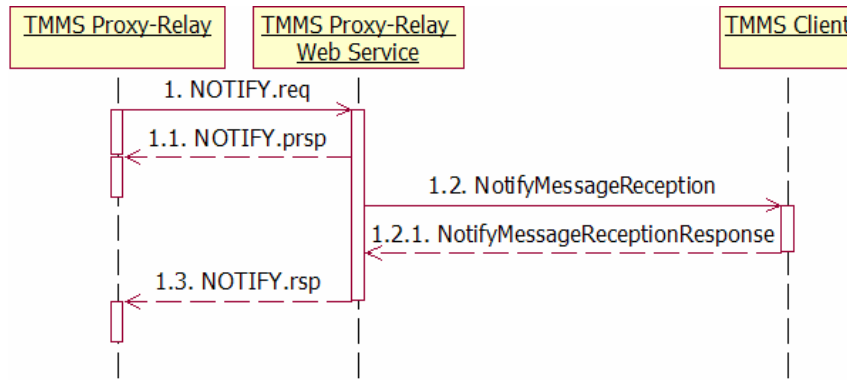 TMMS Proxy-Relay
TMMS Proxy-Relay
Web Service
TMMS Client
1. NOTIFY.req
1.1. NOTIFY.prsp
1.2. NotifyMessageReception
1.2.1. NotifyMessageReceptionResponse
1.3. NOTIFY.rsp